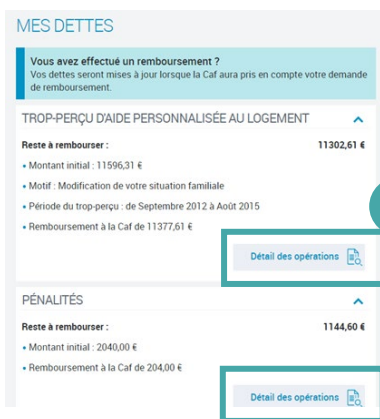 MES DETTES
Vous avez effectué un remboursement ?
Vos dettes seront mises à jour lorsque la Caf aura pris en compte votre demande
de remboursement.
TROP-PERÇU D'AIDE PERSONNALISÉE AU LOGEMENT
Reste à rembourser : 11302,61 €
• Montant initial : 11596,31 €
• Motif : Modification de votre situation familiale
• Période du trop-perçu : de Septembre 2012 à Août 2015
• Remboursement à la Caf de 11377,61 €
Détail des opérations
PÉNALITÉS
Reste à rembourser : 1144,60 €
• Montant initial : 2040,00 €
• Remboursement à la Caf de 204,00 €
Détail des opérations